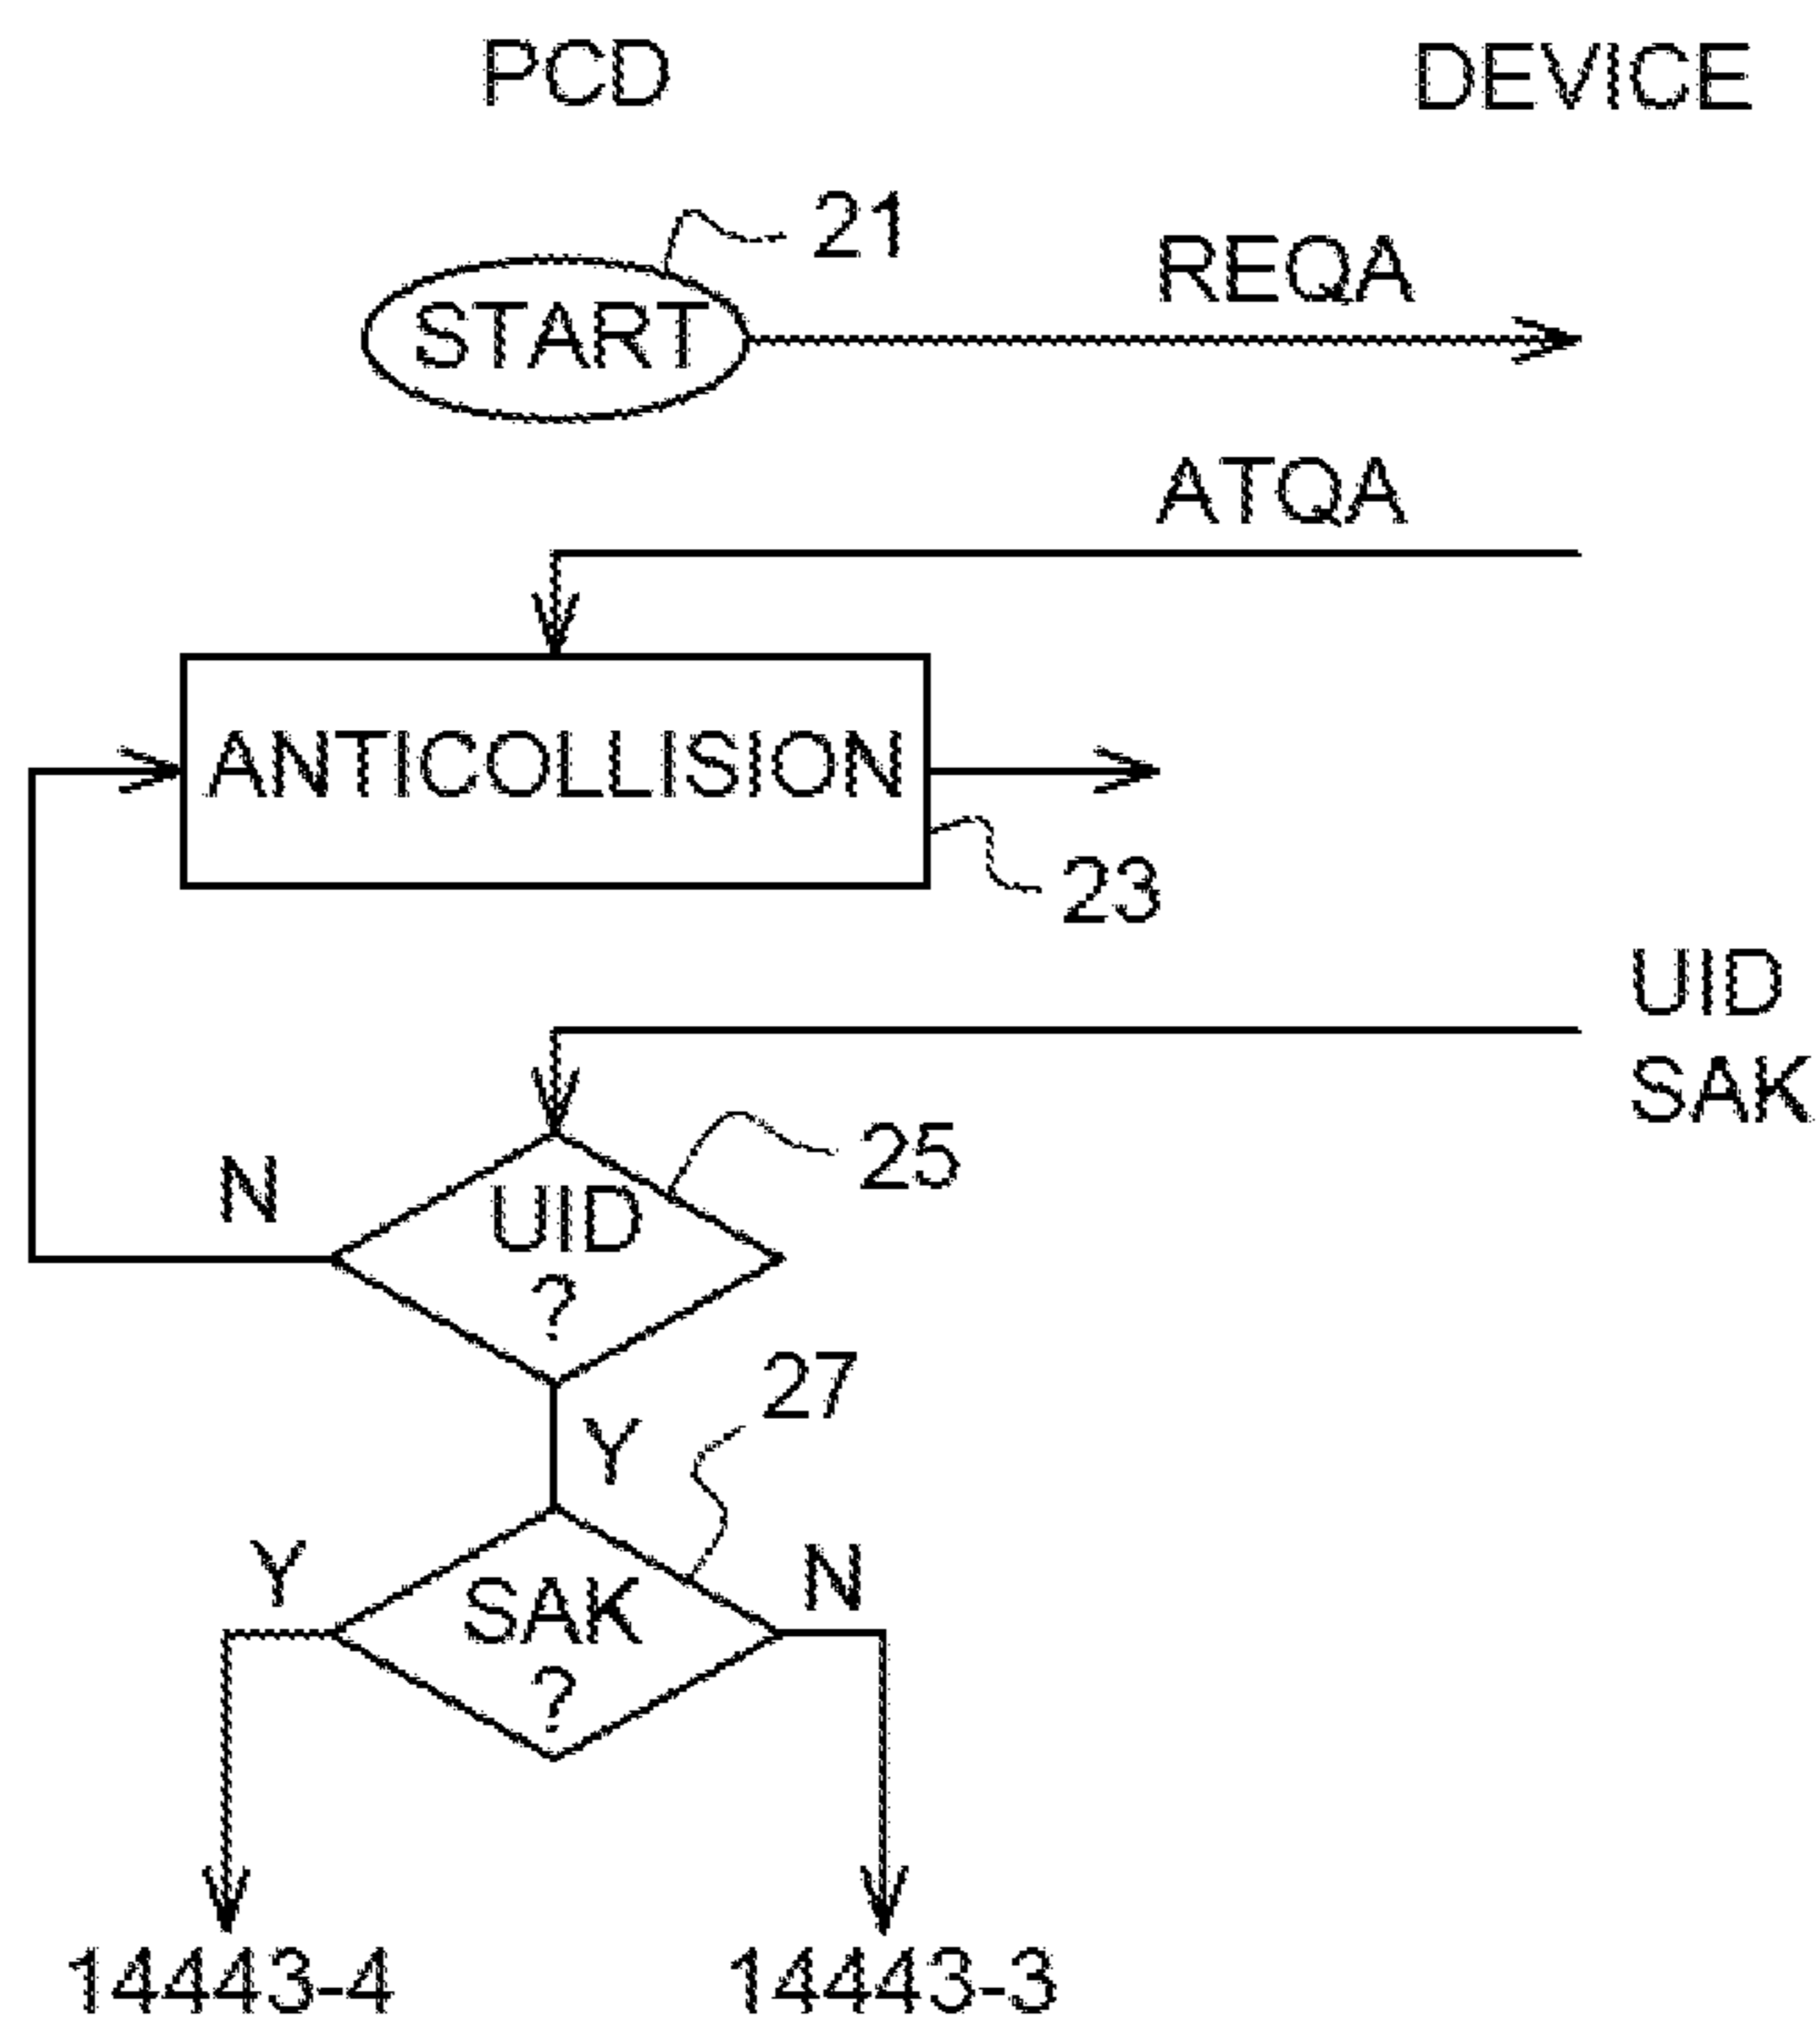 PCD
DEVICE
21
START
REQA
ATQA
ANTICOLLISION
23
UID
SAK
25
N
UID
?
27
Y
Y
SAK
?
N
14443-4
14443-3